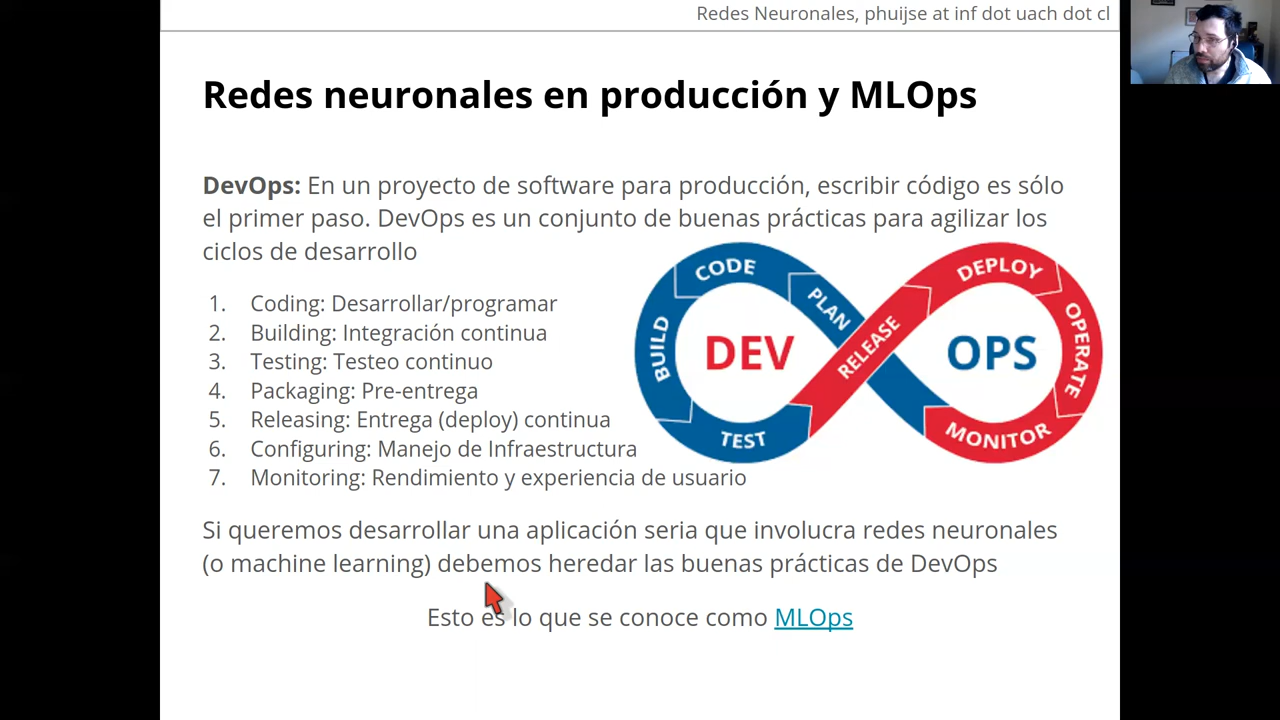 Redes Neuronales, phuijse at inf dot uach dot cl
Redes neuronales en producción y MLOps
DevOps: En un proyecto de software para producción, escribir código es sólo
el primer paso. DevOps es un conjunto de buenas prácticas para agilizar los
ciclos de desarrollo
1. Coding: Desarrollar/programar
2. Building: Integración continua
3. Testing: Testeo continuo
4. Packaging: Pre-entrega
5. Releasing: Entrega (deploy) continua
6. Configuring: Manejo de Infraestructura
7. Monitoring: Rendimiento y experiencia de usuario
CODE
PLAN
BUILD
DEV
TEST
RELEASE
DEPLOY
OPERATE
OPS
MONITOR
Si queremos desarrollar una aplicación seria que involucra redes neuronales
(o machine learning) debemos heredar las buenas prácticas de DevOps
Esto es lo que se conoce como MLOps